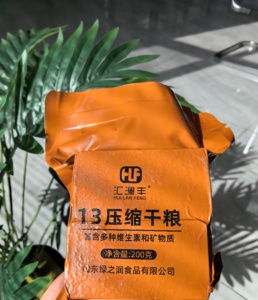 HLF
汇澜丰®
HUI LAN FENG
13压缩干粮
富含多种维生素和矿物质
净含量:200克
山东绿之润食品有限公司